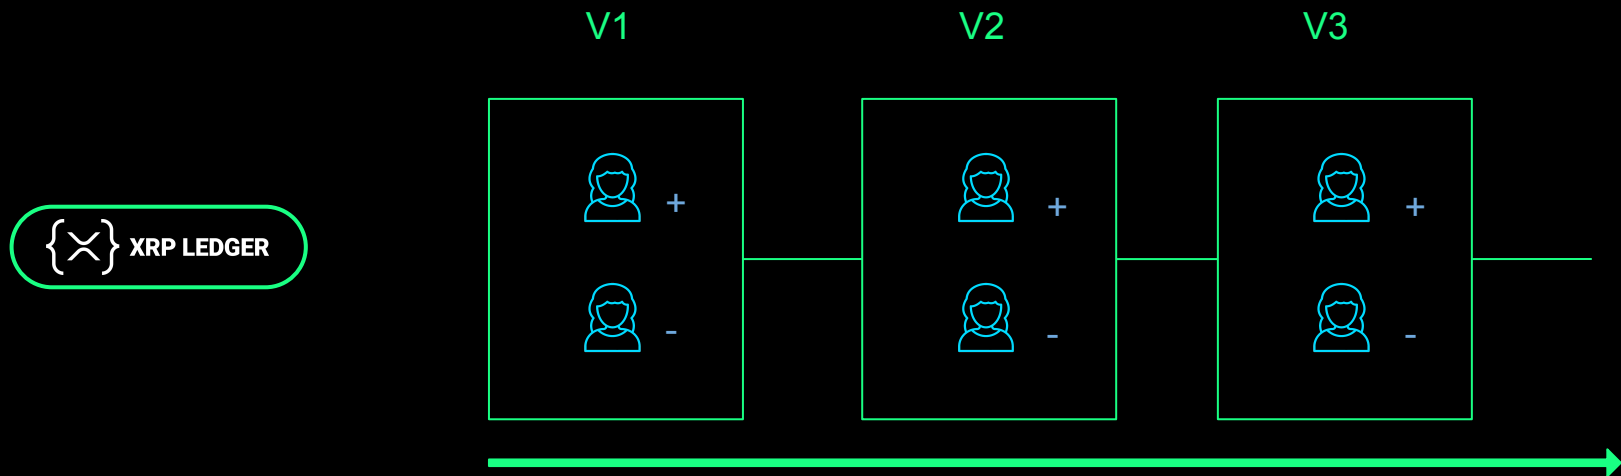 V1 V2 V3
XRP LEDGER
+ + +
- - -